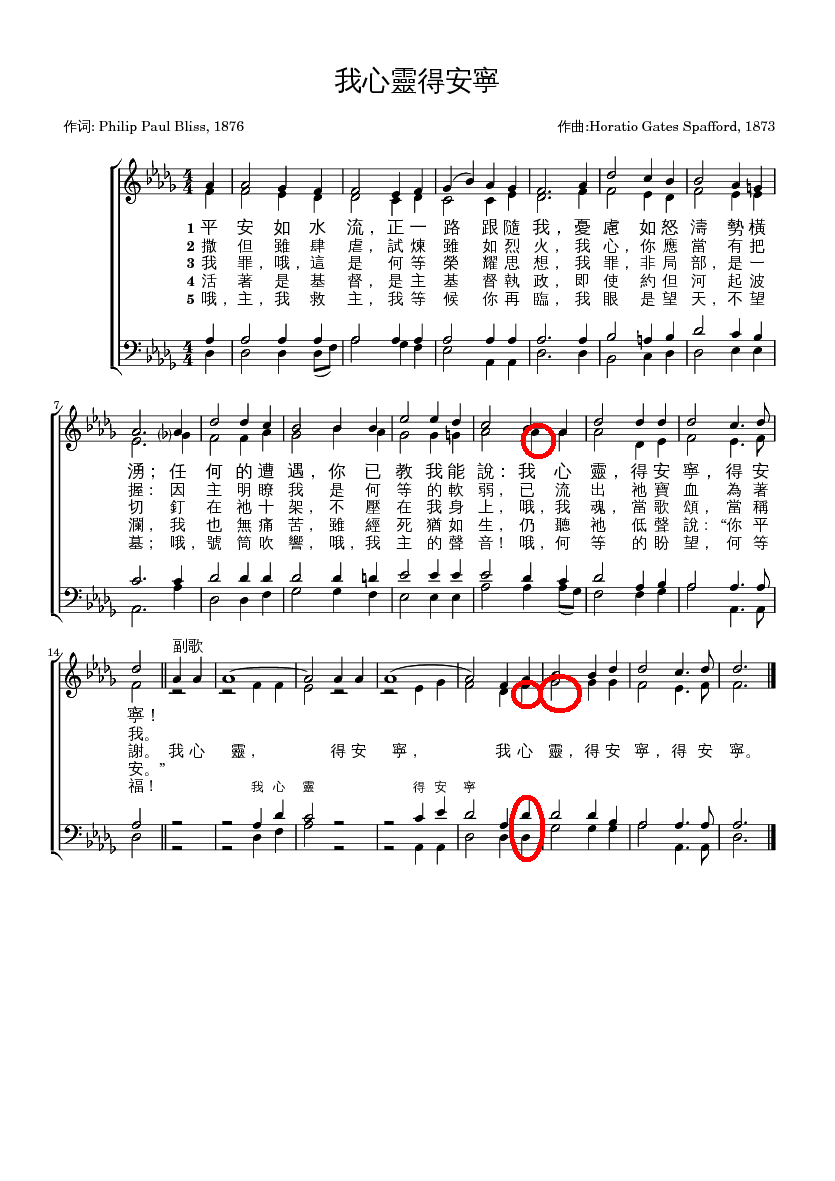 我心靈得安寧
作词: Philip Paul Bliss, 1876
作曲:Horatio Gates Spafford, 1873
1 平 安 如 水 流，正 一 路 跟 隨 我，憂 慮 如 怒 濤 勢 橫
2 撒 但 雖 肆 虐，試 煉 雖 如 烈 火，我 心，你 應 當 有 把
3 我 罪，哦，這 是 何 等 榮 耀 思 想，我 罪，非 局 部，是 一
4 活 著 是 基 督，是 主 基 督 執 政，即 使 約 但 河 起 波
5 哦，主，我 救 主，我 等 候 你 再 臨，我 眼 是 望 天，不 望
7
湧；任 何 的 遭 遇，你 已 教 我 能 說：我 心 靈，得 安 寧，得 安
握：因 主 明 瞭 我 是 何 等 的 軟 弱，已 流 出 祂 寶 血 為 著
切 釘 在 祂 十 架，不 壓 在 我 身 上，哦，我 魂，當 歌 頌，當 稱
瀾，我 也 無 痛 苦，雖 經 死 猶 如 生，仍 聽 祂 低 聲 說：“你 平
墓；哦，號 筒 吹 響，哦，我 主 的 聲 音！哦，何 等 的 盼 望，何 等
14
副歌
寧！
我。
謝。 我 心 靈， 得 安 寧， 我 心 靈，得 安 寧，得 安 寧。
安。”
福！ 我 心 靈 得 安 寧